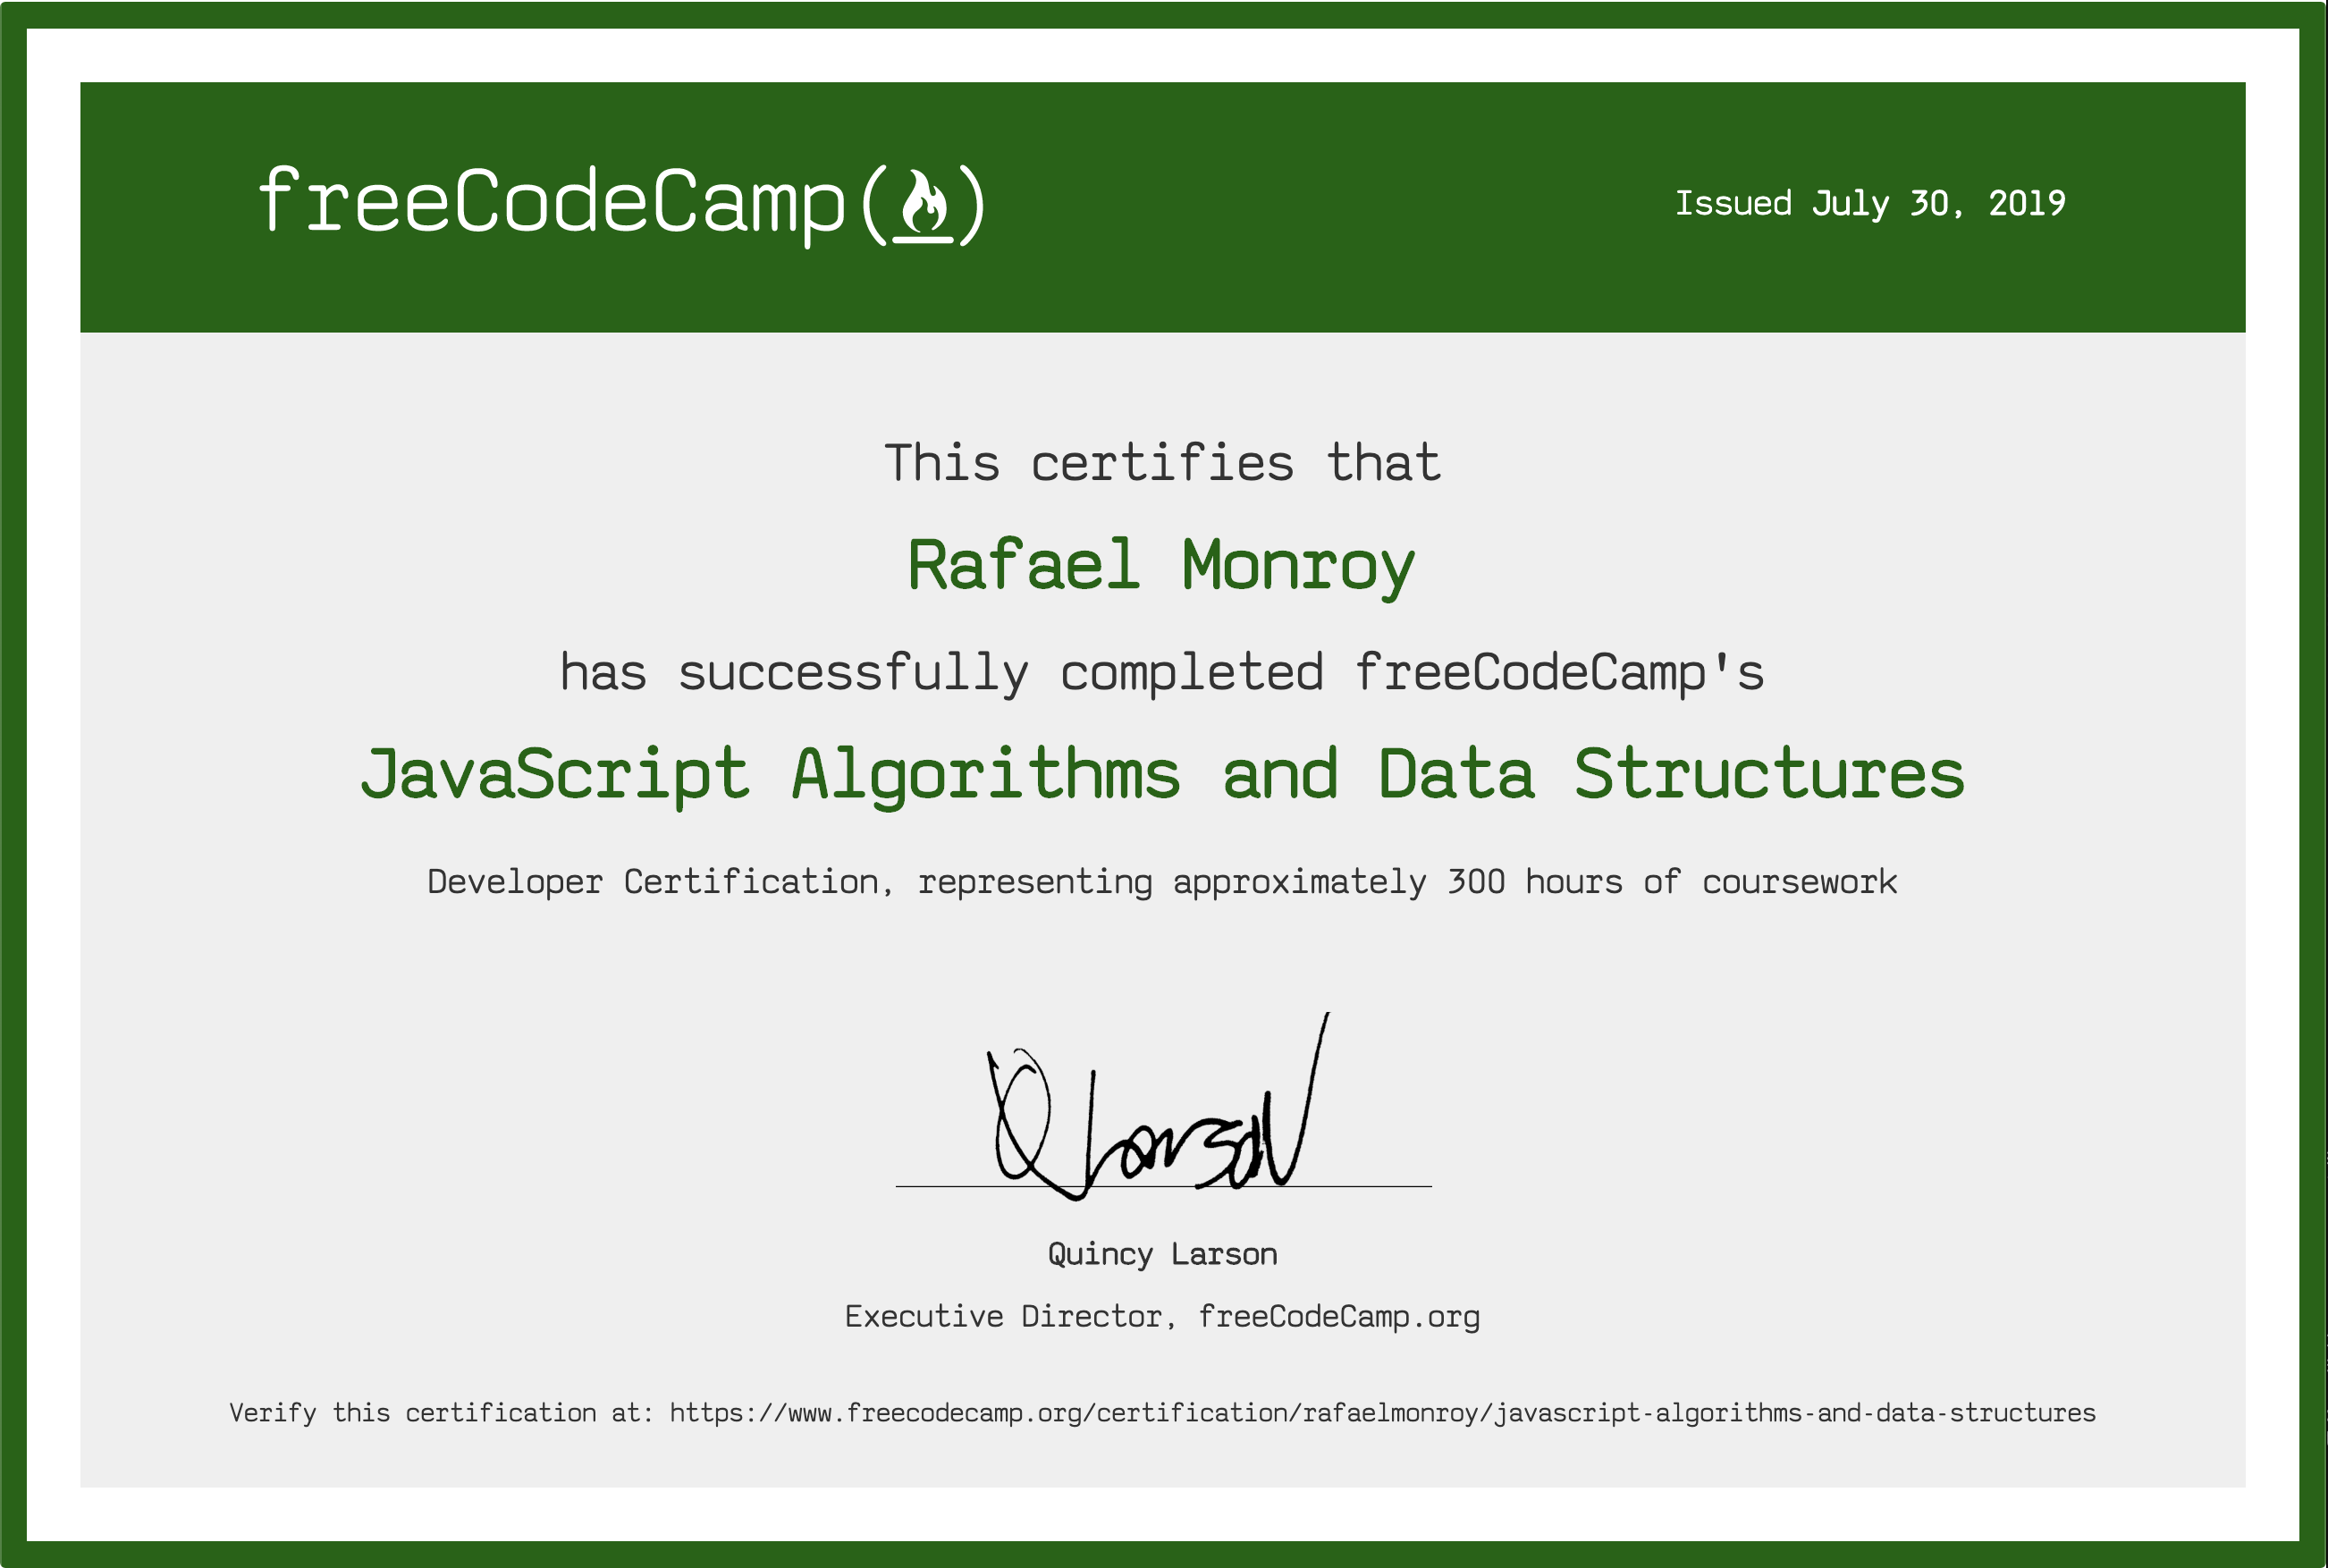 freeCodeCamp
Issued July 30, 2019
This certifies that
Rafael Monroy
has successfully completed freeCodeCamp's
JavaScript Algorithms and Data Structures
Developer Certification, representing approximately 300 hours of coursework
Q Larson
Quincy Larson
Executive Director, freeCodeCamp.org
Verify this certification at: https://www.freecodecamp.org/certification/rafaelmonroy/javascript-algorithms-and-data-structures